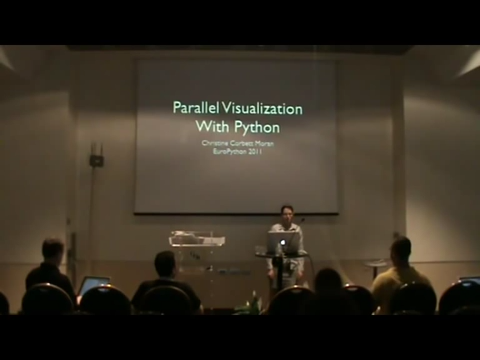 Parallel Visualization
With Python
Christine Corbett Moran
EuroPython 2011